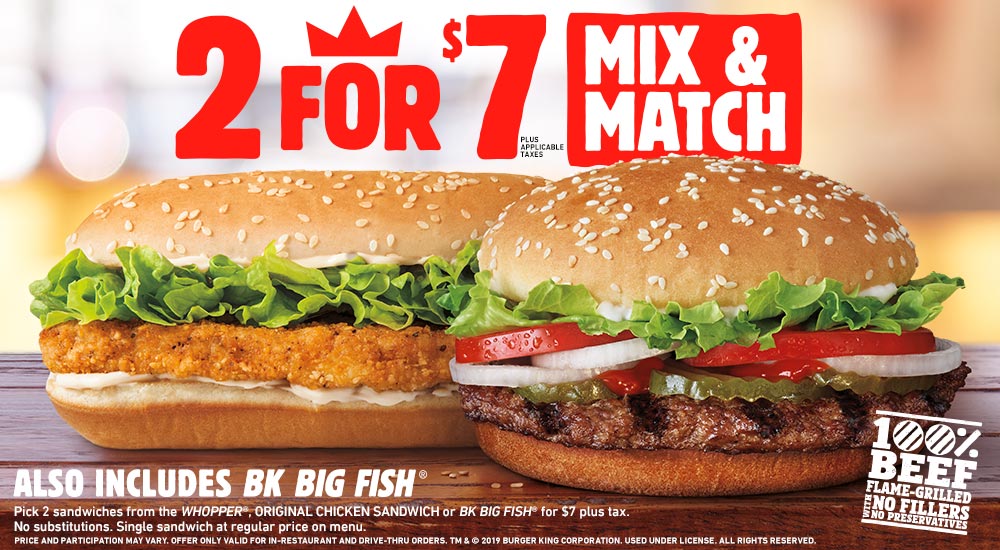 2 FOR $7 MIX &
MATCH
PLUS
APPLICABLE
TAXES
100%
BEEF
FLAME-GRILLED
WITH NO FILLERS
& NO PRESERVATIVES
ALSO INCLUDES BK BIG FISH®
Pick 2 sandwiches from the WHOPPER®, ORIGINAL CHICKEN SANDWICH or BK BIG FISH® for $7 plus tax.
No substitutions. Single sandwich at regular price on menu.
PRICE AND PARTICIPATION MAY VARY. OFFER ONLY VALID FOR IN-RESTAURANT AND DRIVE-THRU ORDERS. TM & © 2019 BURGER KING CORPORATION. USED UNDER LICENSE. ALL RIGHTS RESERVED.